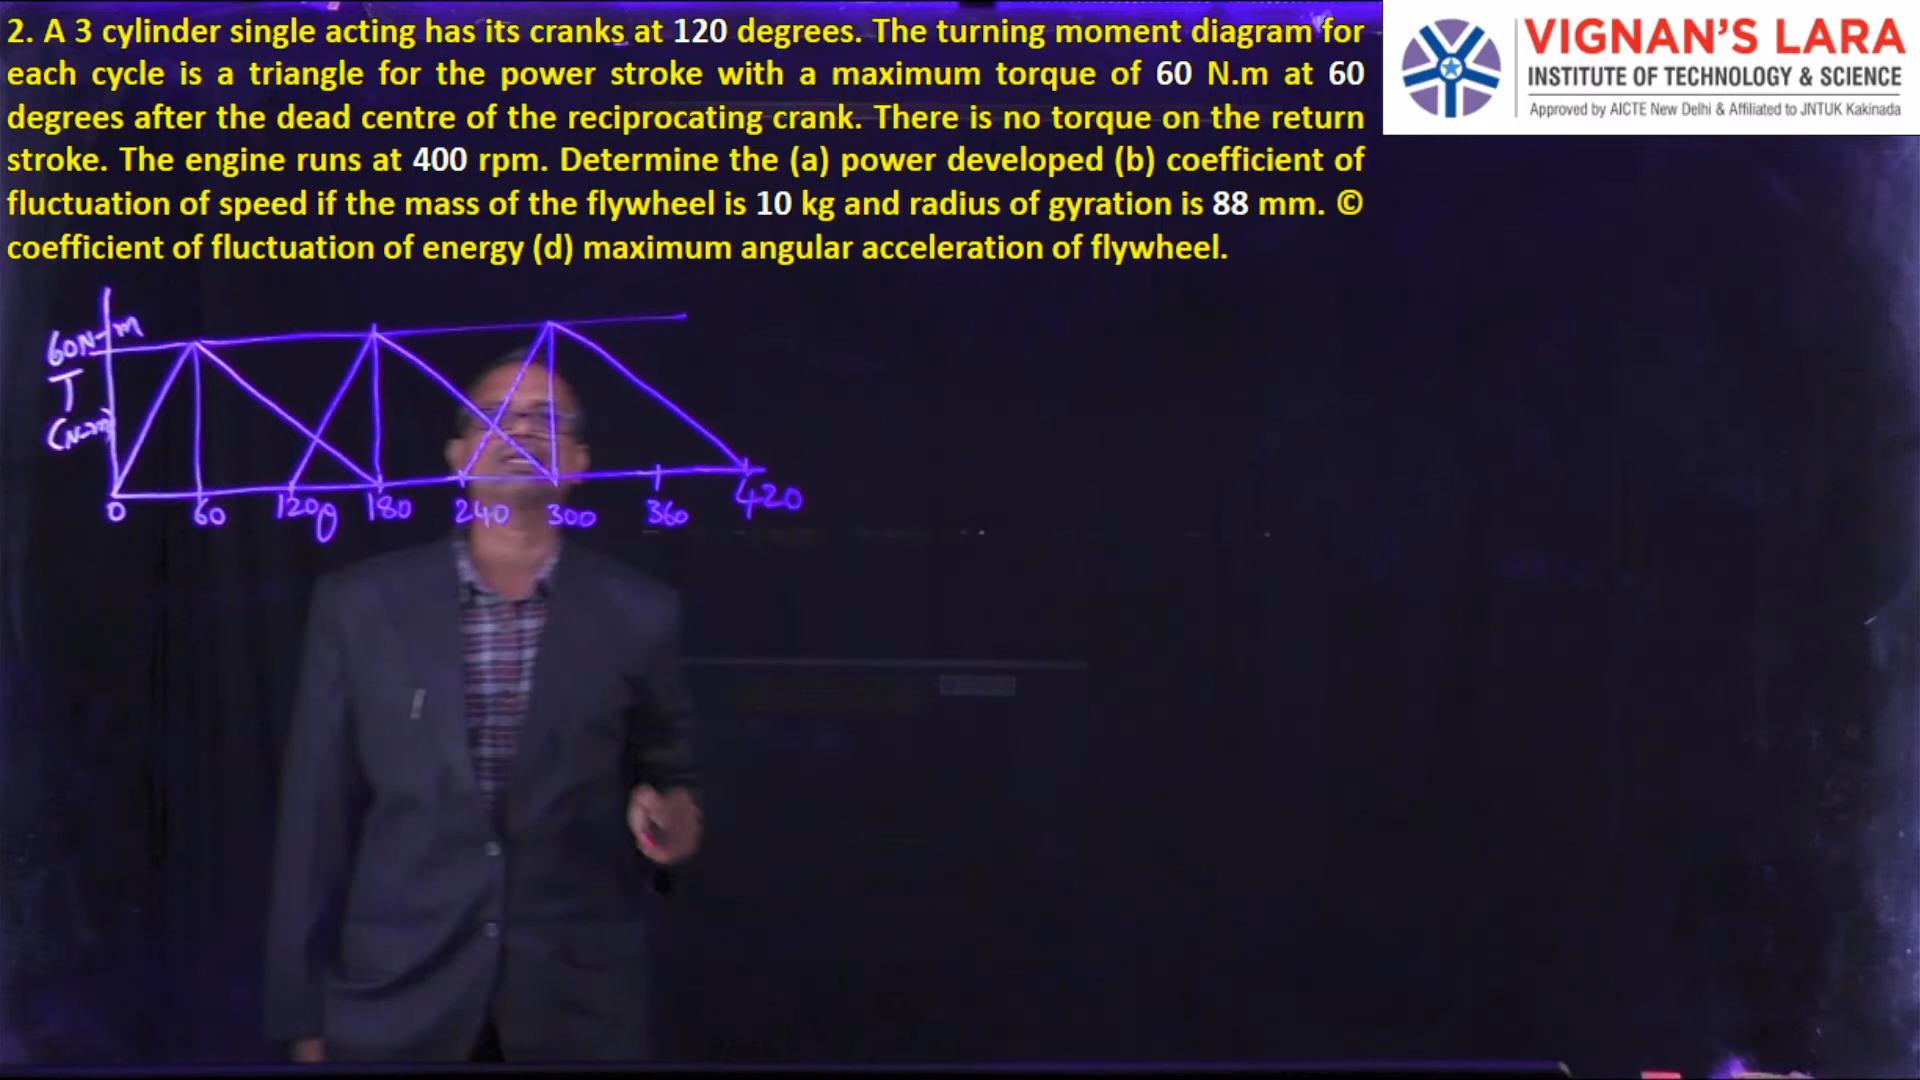 2. A 3 cylinder single acting has its cranks at 120 degrees. The turning moment diagram for
each cycle is a triangle for the power stroke with a maximum torque of 60 N.m at 60
degrees after the dead centre of the reciprocating crank. There is no torque on the return
stroke. The engine runs at 400 rpm. Determine the (a) power developed (b) coefficient of
fluctuation of speed if the mass of the flywheel is 10 kg and radius of gyration is 88 mm. ©
coefficient of fluctuation of energy (d) maximum angular acceleration of flywheel.
VIGNAN'S LARA
INSTITUTE OF TECHNOLOGY & SCIENCE
Approved by AICTE New Delhi & Affiliated to JNTUK Kakinada
60N-m
T
(N-m)
0 60 120 θ 180 240 300 360 420